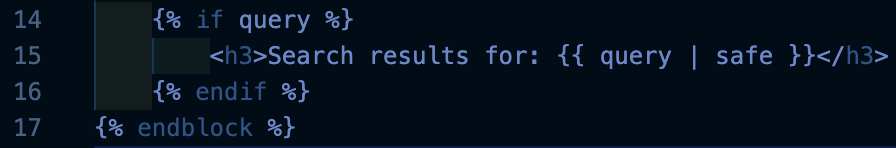 14 {% if query %}
15 <h3>Search results for: {{ query | safe }}</h3>
16 {% endif %}
17 {% endblock %}